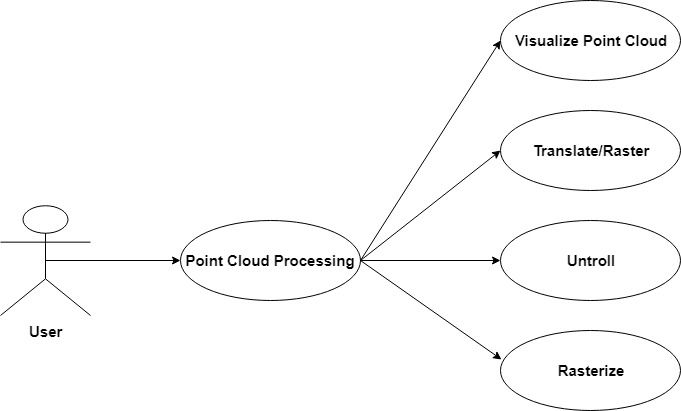 Visualize Point Cloud
Translate/Raster
Point Cloud Processing
Untroll
User
Rasterize